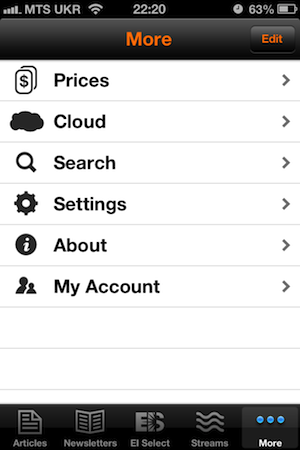 MTS UKR 22:20 63%
More Edit
$ Prices
Cloud
Search
Settings
i About
My Account
Articles Newsletters EIS EI Select Streams More